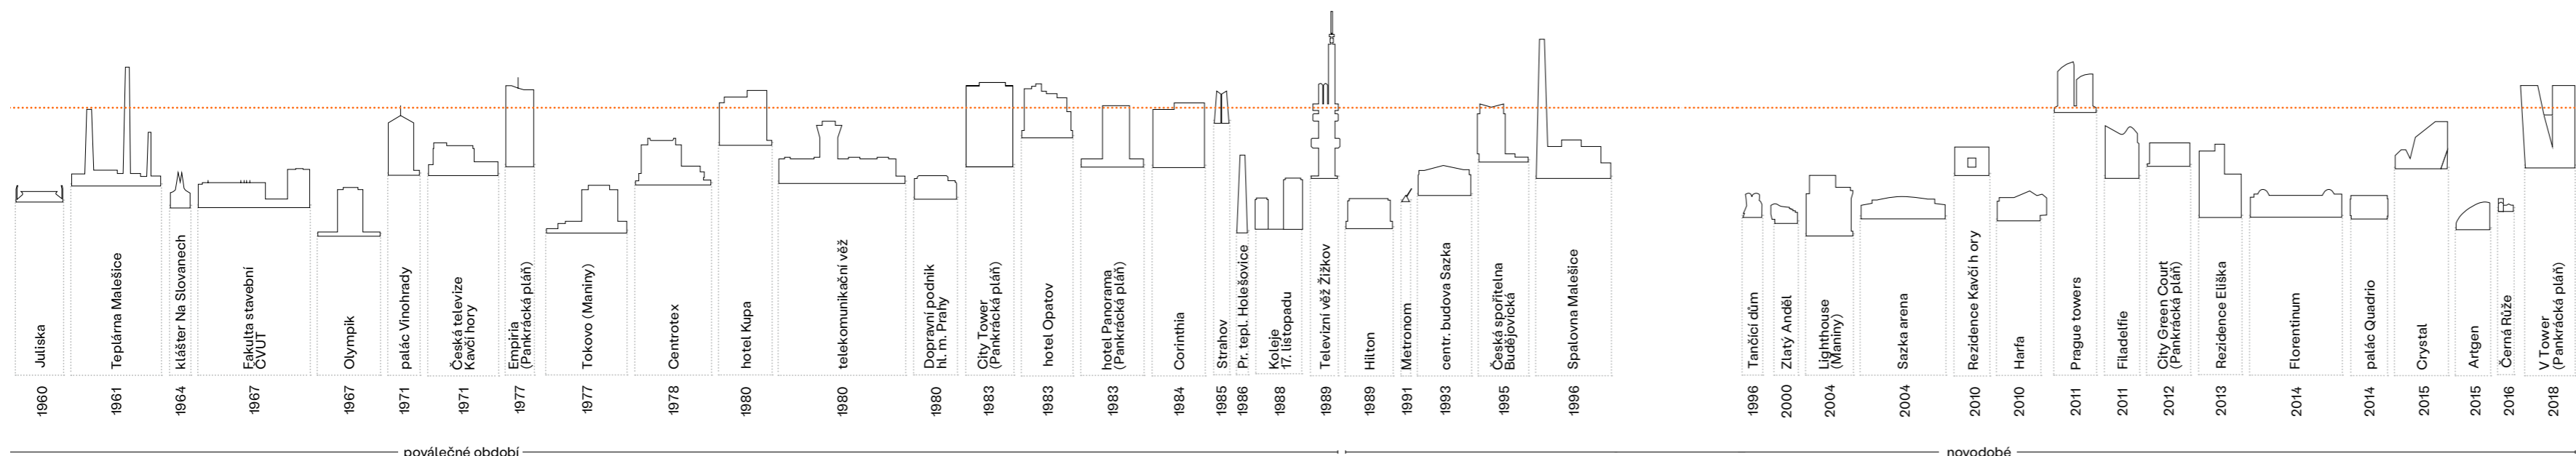 Juliska
Teplárna Malešice
klášter Na Slovanech
Fakulta stavební
ČVUT
Olympik
palác Vinohrady
Česká televize
Kavčí hory
Empiria
(Pankrácká pláň)
Tokovo (Maniny)
Centrotex
hotel Kupa
telekomunikační věž
Dopravní podnik
hl. m. Prahy
City Tower
(Pankrácká pláň)
hotel Opatov
hotel Panorama
(Pankrácká pláň)
Corinthia
Strahov
Pr. tepl. Holešovice
Koleje
17. listopadu
Televizní věž Žižkov
Hilton
Metronom
centr. budova Sazka
Česká spořitelna
Budějovická
Spalovna Malešice
Tančící dům
Zlatý Anděl
Lighthouse
(Maniny)
Sazka arena
Rezidence Kavčí h ory
Harfa
Prague towers
Filadelfie
City Green Court
(Pankrácká pláň)
Rezidence Eliška
Florentinum
palác Quadrio
Crystal
Artgen
Černá Růže
V Tower
(Pankrácká pláň)
1960
1961
1964
1967
1967
1971
1971
1977
1977
1978
1980
1980
1980
1983
1983
1983
1984
1985
1986
1988
1989
1989
1991
1993
1995
1996
1996
2000
2004
2004
2010
2010
2011
2011
2012
2013
2014
2014
2015
2015
2016
2018
poválečné období
novodobé